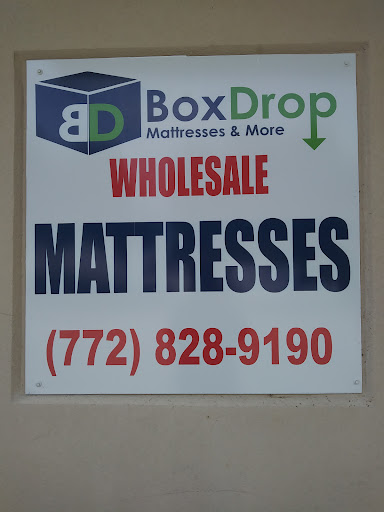 BD BoxDrop
Mattresses & More
WHOLESALE
MATTRESSES
(772) 828-9190